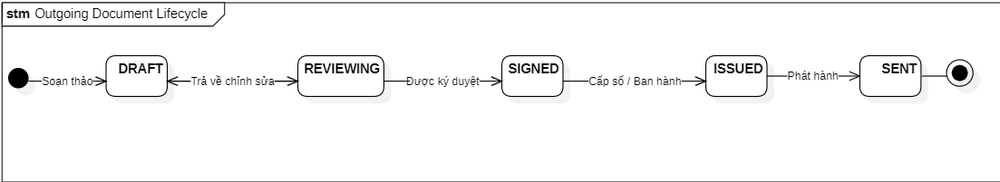 stm Outgoing Document Lifecycle
Soạn thảo
DRAFT
Trả về chỉnh sửa
REVIEWING
Được ký duyệt
SIGNED
Cấp số / Ban hành
ISSUED
Phát hành
SENT